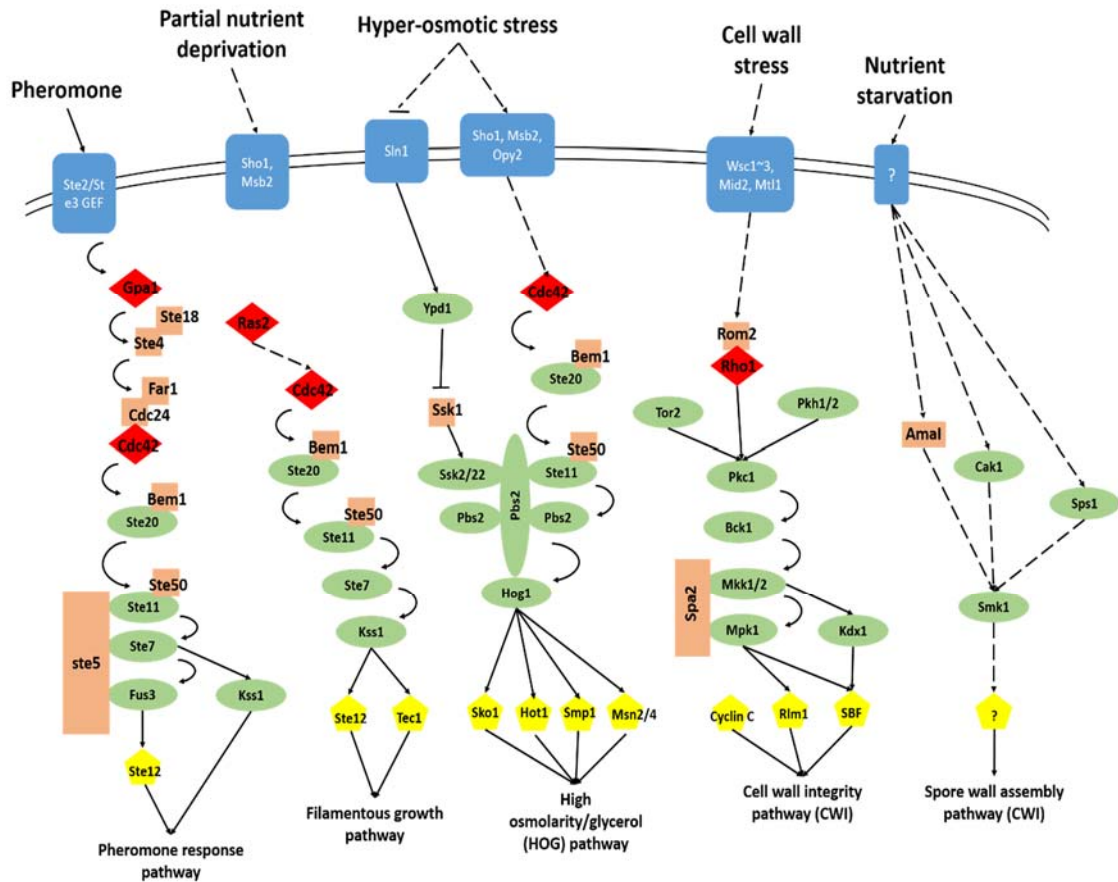 Pheromone
Partial nutrient
deprivation
Hyper-osmotic stress
Cell wall
stress
Nutrient
starvation
Ste2/St
e3 GEF
Sho1,
Msb2
Sln1
Sho1, Msb2,
Opy2
Wsc1~3,
Mid2, Mtl1
?
Gpa1
Ste18
Ste4
Far1
Cdc24
Cdc42
Bem1
Ste20
Ste50
Ste11
ste5
Ste7
Fus3
Kss1
Ste12
Pheromone response
pathway
Ras2
Cdc42
Bem1
Ste20
Ste50
Ste11
Ste7
Kss1
Ste12
Tec1
Filamentous growth
pathway
Ypd1
Ssk1
Ssk2/22
Pbs2
Cdc42
Bem1
Ste20
Ste50
Ste11
Pbs2
Pbs2
Hog1
Sko1
Hot1
Smp1
Msn2/4
High
osmolarity/glycerol
(HOG) pathway
Rom2
Rho1
Tor2
Pkh1/2
Pkc1
Bck1
Spa2
Mkk1/2
Mpk1
Kdx1
Cyclin C
Rlm1
SBF
Cell wall integrity
pathway (CWI)
Amal
Cak1
Sps1
Smk1
?
Spore wall assembly
pathway (CWI)